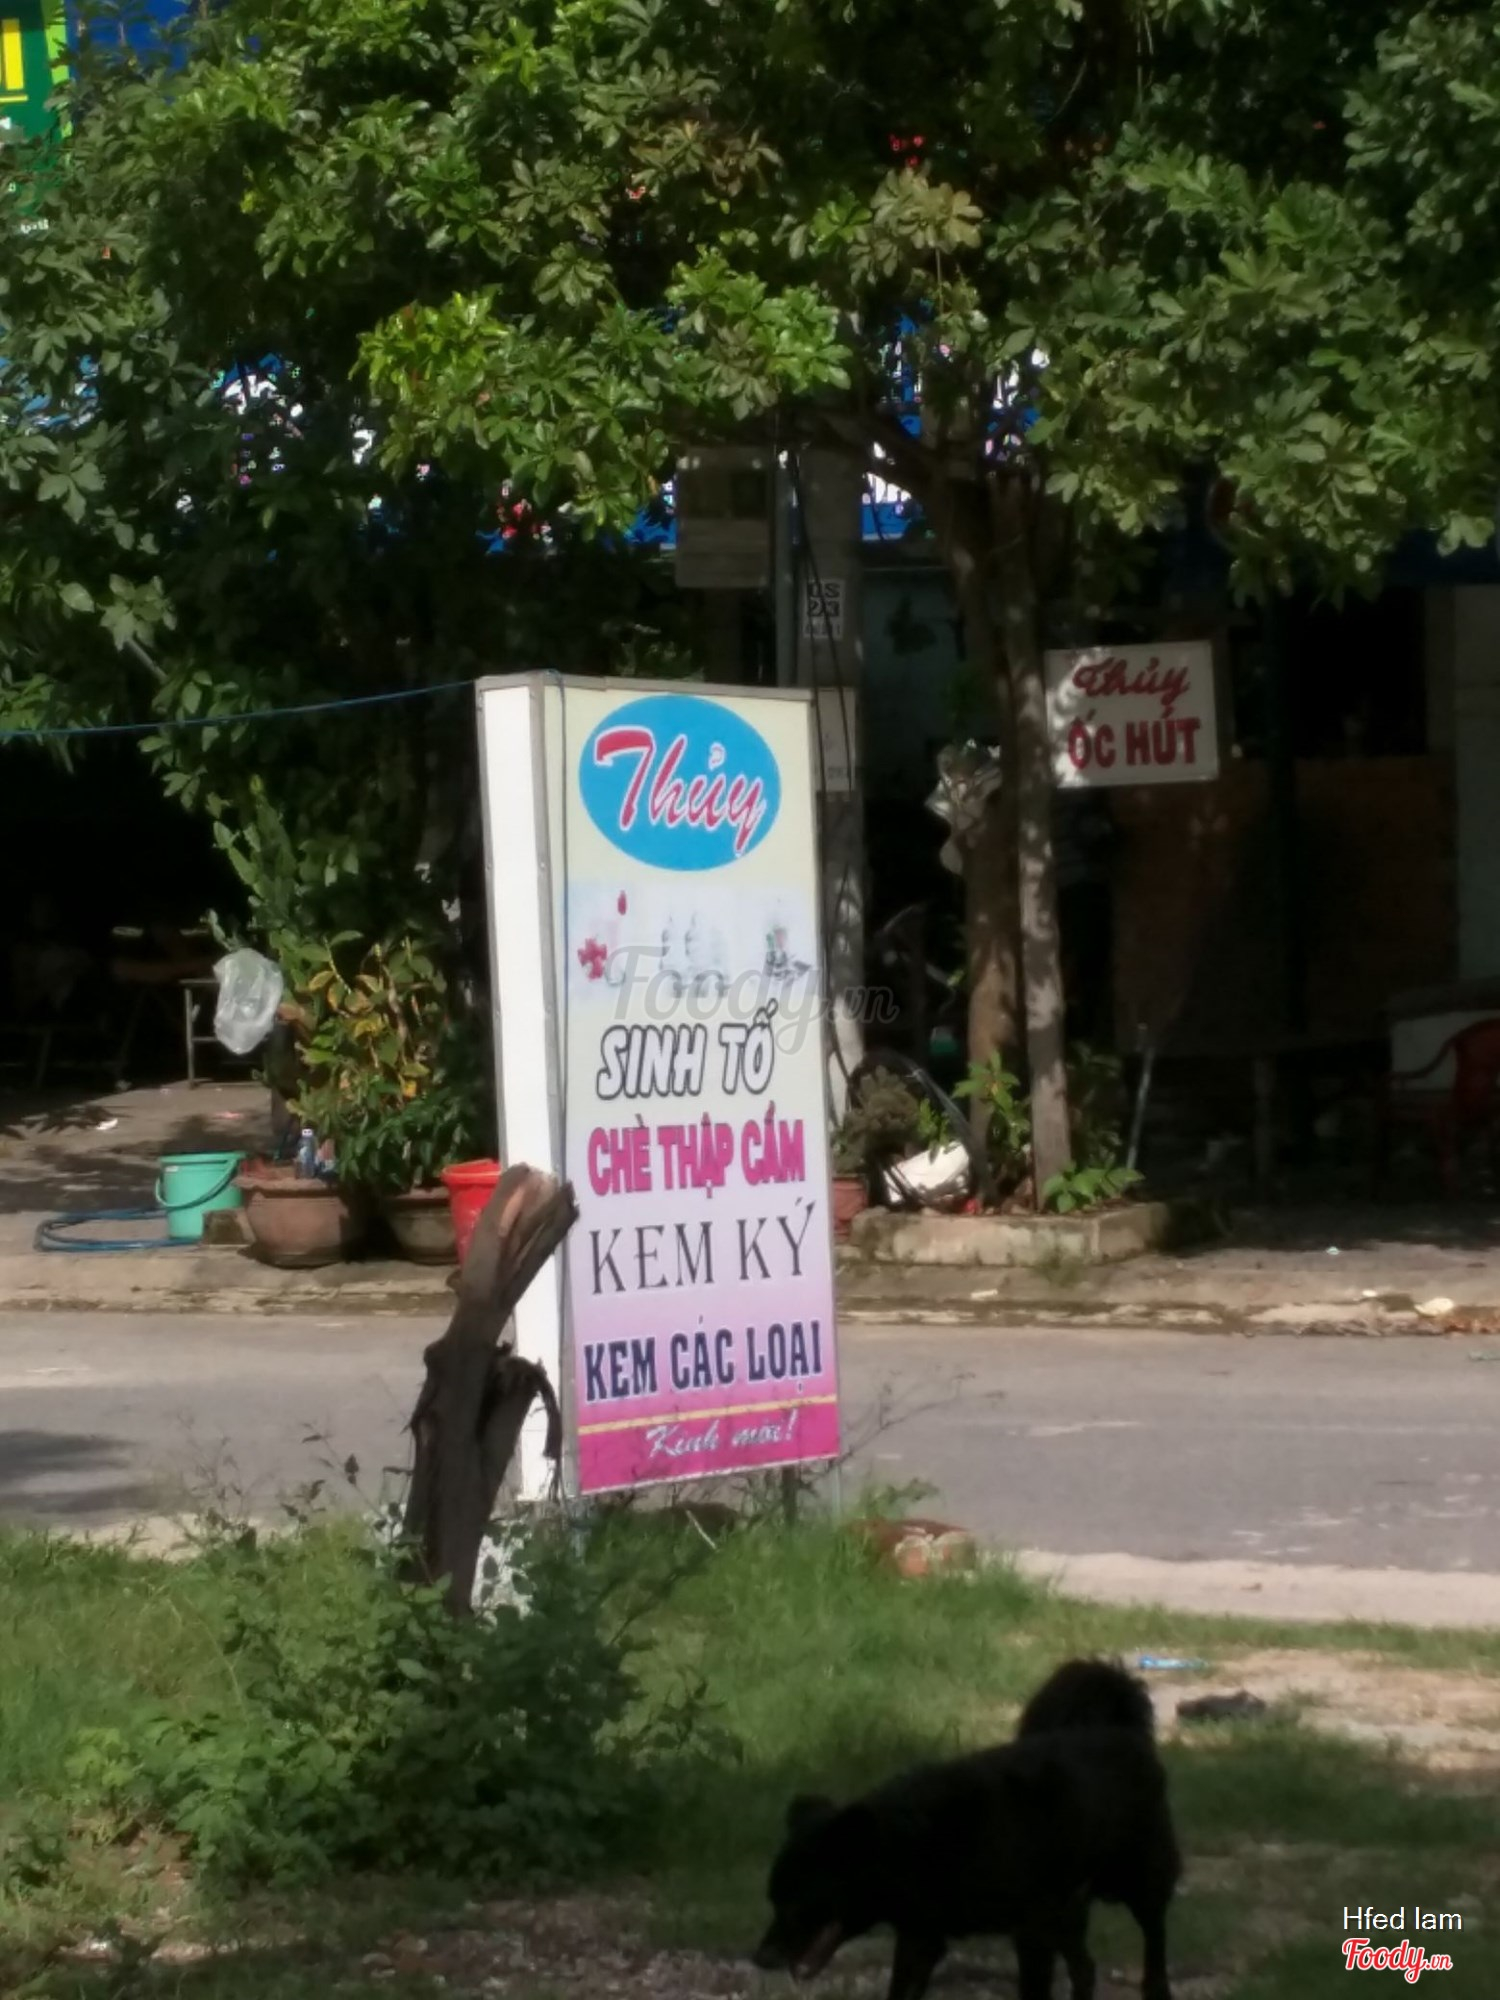 Thủy
ỐC HÚT
Thủy
SINH TỐ
CHÈ THẬP CẨM
KEM KÝ
KEM CÁC LOẠI
Kính mời!
Foody.vn
Hfed lam
Foody.vn